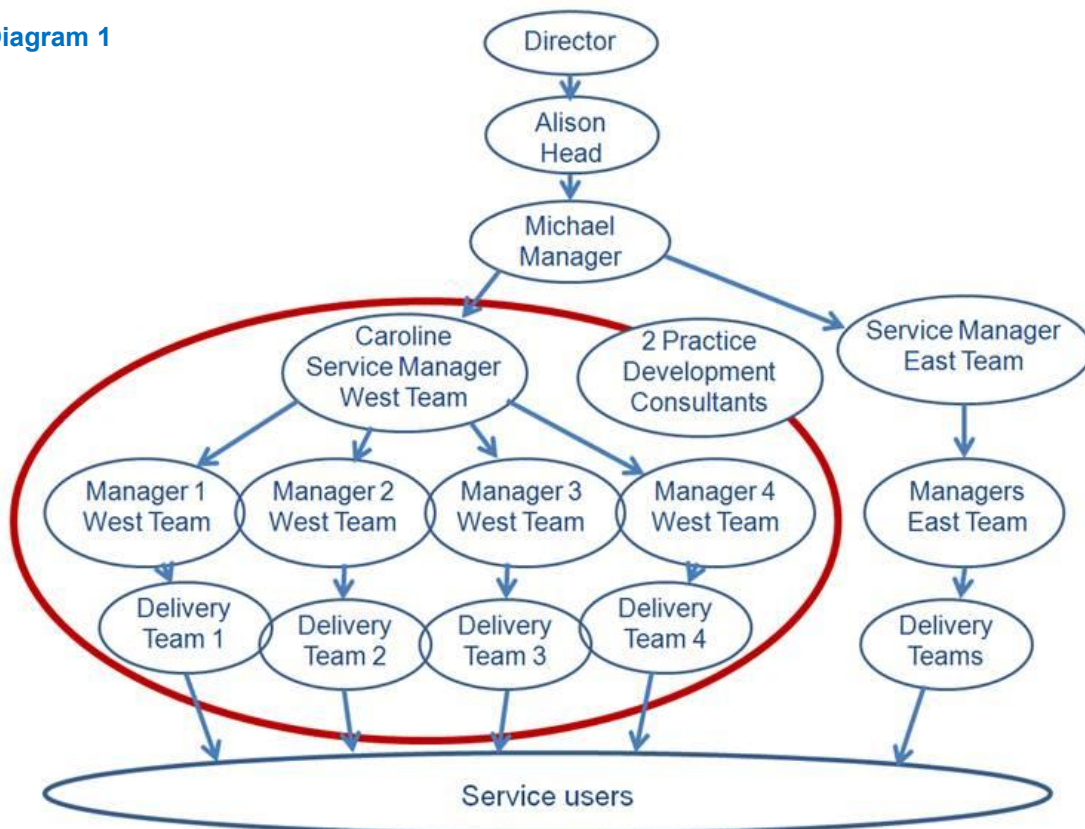 Diagram 1
Director
Alison
Head
Michael
Manager
Caroline
Service Manager
West Team
2 Practice
Development
Consultants
Service Manager
East Team
Manager 1
West Team
Manager 2
West Team
Manager 3
West Team
Manager 4
West Team
Managers
East Team
Delivery
Team 1
Delivery
Team 2
Delivery
Team 3
Delivery
Team 4
Delivery
Teams
Service users